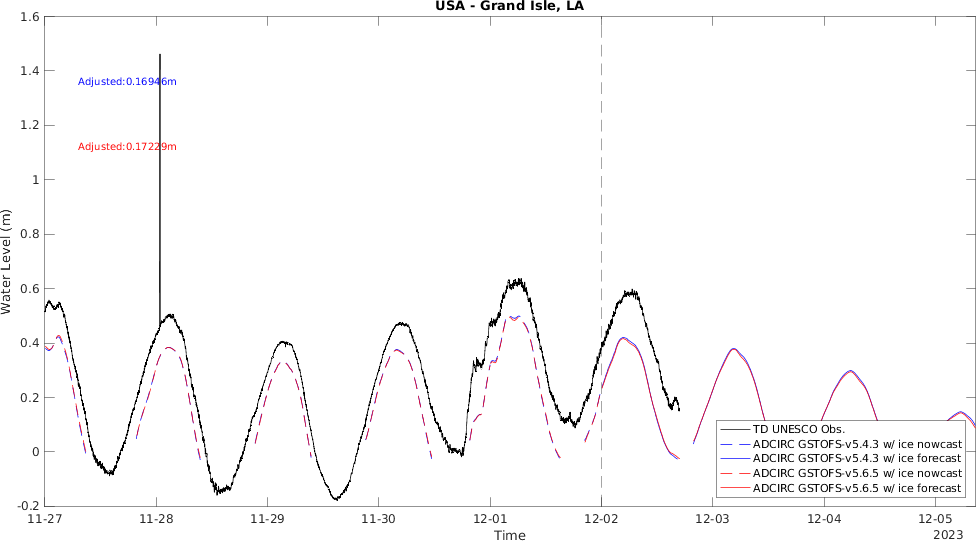 USA - Grand Isle, LA
1.6
1.4
1.2
1
0.8
0.6
0.4
0.2
0
-0.2
Water Level (m)
Adjusted:0.16946m
Adjusted:0.17229m
TD UNESCO Obs.
ADCIRC GSTOFS-v5.4.3 w/ ice nowcast
ADCIRC GSTOFS-v5.4.3 w/ ice forecast
ADCIRC GSTOFS-v5.6.5 w/ ice nowcast
ADCIRC GSTOFS-v5.6.5 w/ ice forecast
11-27 11-28 11-29 11-30 12-01 12-02 12-03 12-04 12-05
Time
2023